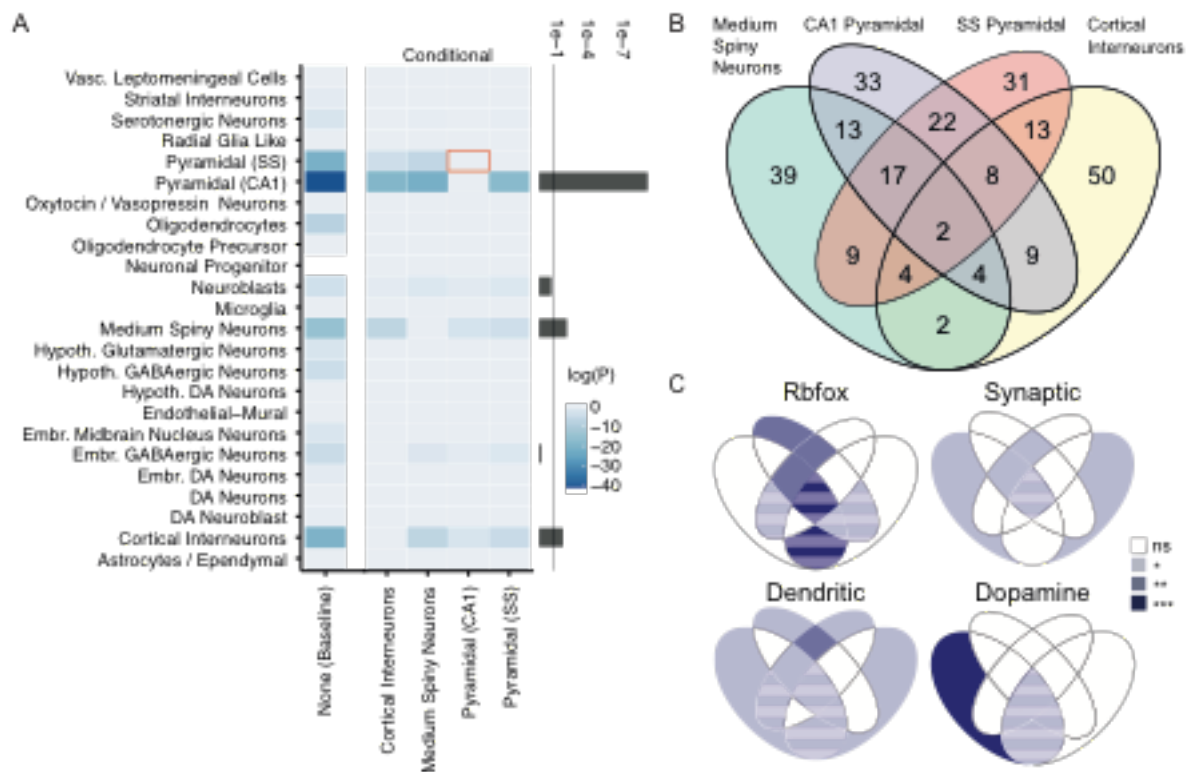 A
1e−1
1e−4
1e−7
Conditional
Vasc. Leptomeningeal Cells
Striatal Interneurons
Serotonergic Neurons
Radial Glia Like
Pyramidal (SS)
Pyramidal (CA1)
Oxytocin / Vasopressin Neurons
Oligodendrocytes
Oligodendrocyte Precursor
Neuronal Progenitor
Neuroblasts
Microglia
Medium Spiny Neurons
Hypoth. Glutamatergic Neurons
Hypoth. GABAergic Neurons
Hypoth. DA Neurons
Endothelial−Mural
Embr. Midbrain Nucleus Neurons
Embr. GABAergic Neurons
Embr. DA Neurons
DA Neurons
DA Neuroblast
Cortical Interneurons
Astrocytes / Ependymal
None (Baseline)
Cortical Interneurons
Medium Spiny Neurons
Pyramidal (CA1)
Pyramidal (SS)
log(P)
0
−10
−20
−30
−40
B
Medium
Spiny
Neurons
CA1 Pyramidal
SS Pyramidal
Cortical
Interneurons
33
31
13
22
13
39
17
8
50
2
9
4
4
9
2
C
Rbfox
Synaptic
Dendritic
Dopamine
ns
*
**
***